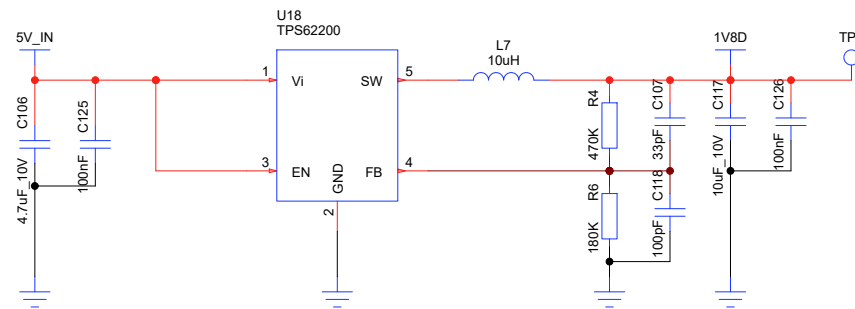 U18
TPS62200
5V_IN
L7
10uH
1V8D
TP
1
Vi
SW
5
3
EN
FB
4
GND
2
C106
4.7uF_10V
C125
100nF
R4
470K
C107
33pF
R6
180K
C118
100pF
C117
10uF_10V
C126
100nF